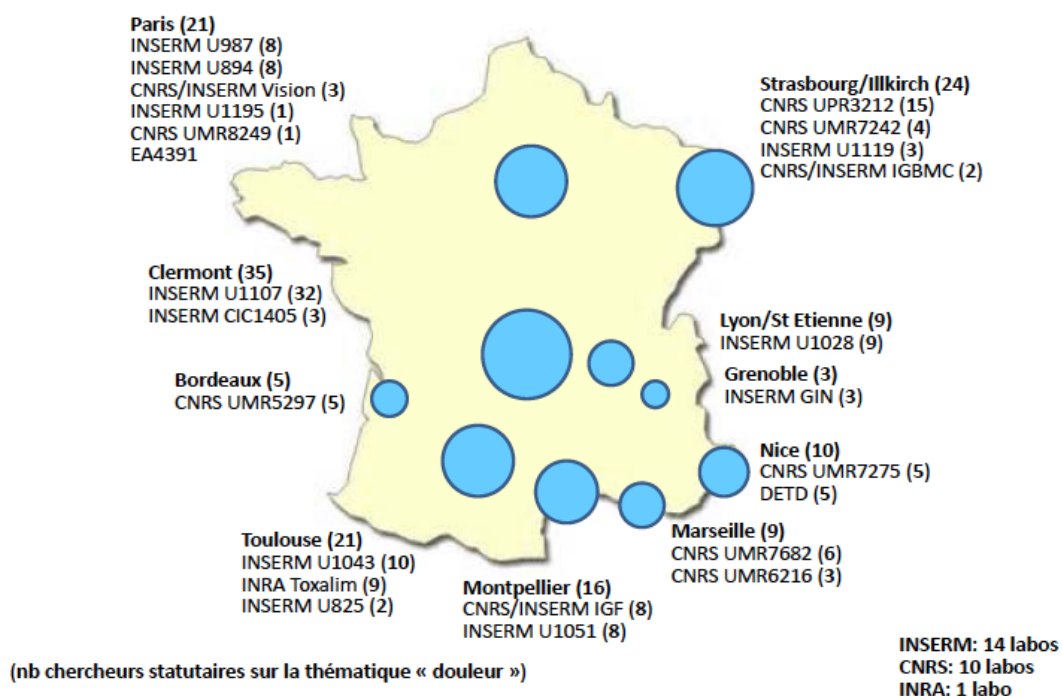 Paris (21)
INSERM U987 (8)
INSERM U894 (8)
CNRS/INSERM Vision (3)
INSERM U1195 (1)
CNRS UMR8249 (1)
EA4391
Strasbourg/Illkirch (24)
CNRS UPR3212 (15)
CNRS UMR7242 (4)
INSERM U1119 (3)
CNRS/INSERM IGBMC (2)
Clermont (35)
INSERM U1107 (32)
INSERM CIC1405 (3)
Lyon/St Etienne (9)
INSERM U1028 (9)
Grenoble (3)
INSERM GIN (3)
Bordeaux (5)
CNRS UMR5297 (5)
Nice (10)
CNRS UMR7275 (5)
DETD (5)
Marseille (9)
CNRS UMR7682 (6)
CNRS UMR6216 (3)
Toulouse (21)
INSERM U1043 (10)
INRA Toxalim (9)
INSERM U825 (2)
Montpellier (16)
CNRS/INSERM IGF (8)
INSERM U1051 (8)
(nb chercheurs statutaires sur la thématique « douleur »)
INSERM: 14 labos
CNRS: 10 labos
INRA: 1 labo